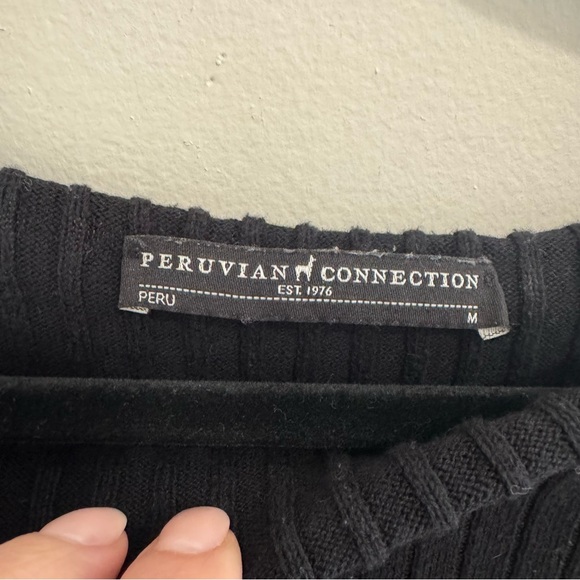 PERUVIAN CONNECTION
EST. 1976
PERU
M